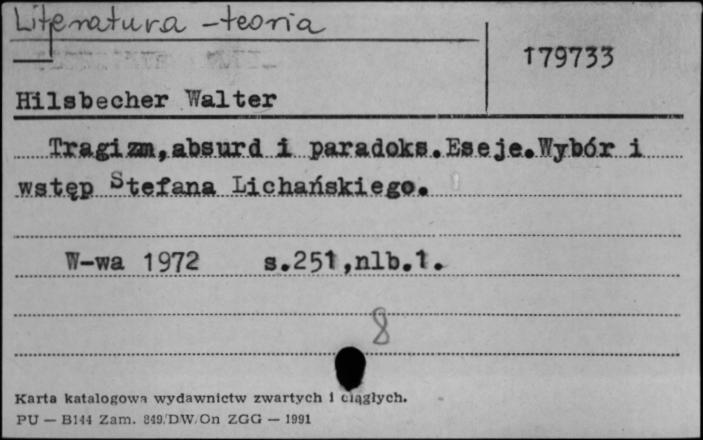 Literatura - teoria
179733
Hilsbecher Walter
Tragizm, absurd i paradoks. Eseje. Wybór i
wstęp Stefana Lichańskiego.
W-wa 1972 s.251,nlb.1.
8
Karta katalogowa wydawnictw zwartych i ciągłych.
PU — B144 Zam. 849/DW/On ZGG — 1991